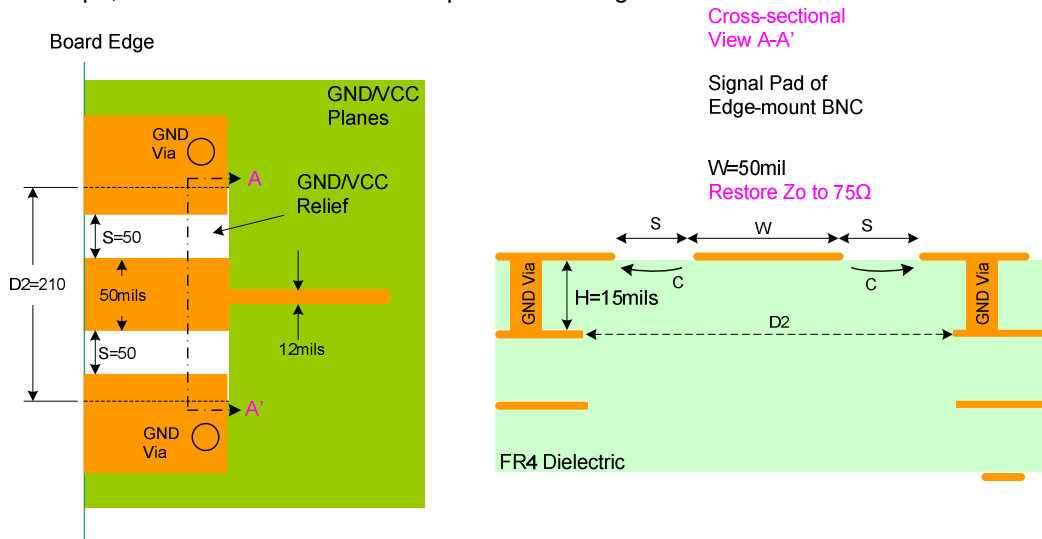 Cross-sectional
View A-A’
Board Edge
Signal Pad of
Edge-mount BNC
GND/VCC
Planes
GND
Via
A
GND/VCC
Relief
W=50mil
Restore Zo to 75Ω
S=50
D2=210
50mils
S=50
12mils
A’
GND
Via
S
W
S
C
C
GND Via
H=15mils
GND Via
D2
FR4 Dielectric